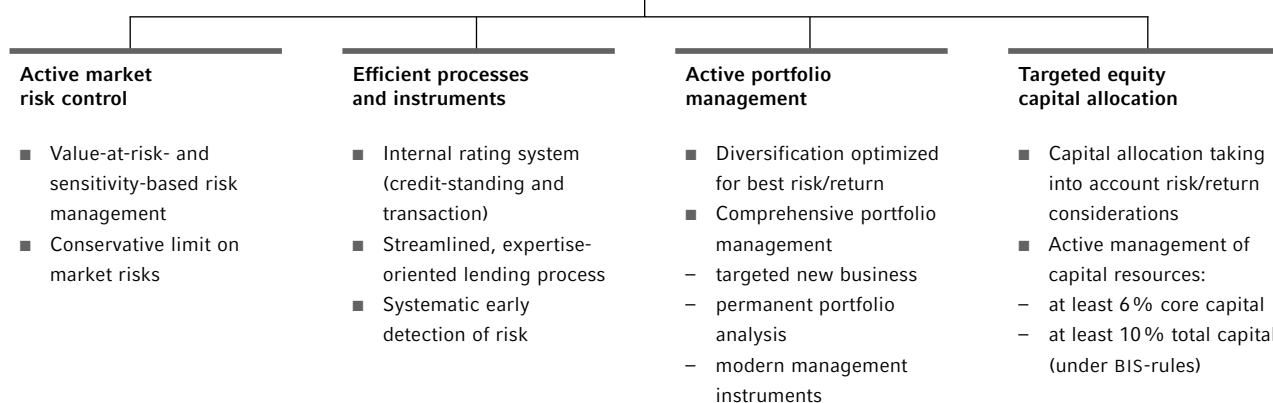 Active market
risk control
■ Value-at-risk- and
sensitivity-based risk
management
■ Conservative limit on
market risks
Efficient processes
and instruments
■ Internal rating system
(credit-standing and
transaction)
■ Streamlined, expertise-
oriented lending process
■ Systematic early
detection of risk
Active portfolio
management
■ Diversification optimized
for best risk/return
■ Comprehensive portfolio
management
– targeted new business
– permanent portfolio
analysis
– modern management
instruments
Targeted equity
capital allocation
■ Capital allocation taking
into account risk/return
considerations
■ Active management of
capital resources:
– at least 6% core capital
– at least 10% total capital
(under BIS-rules)